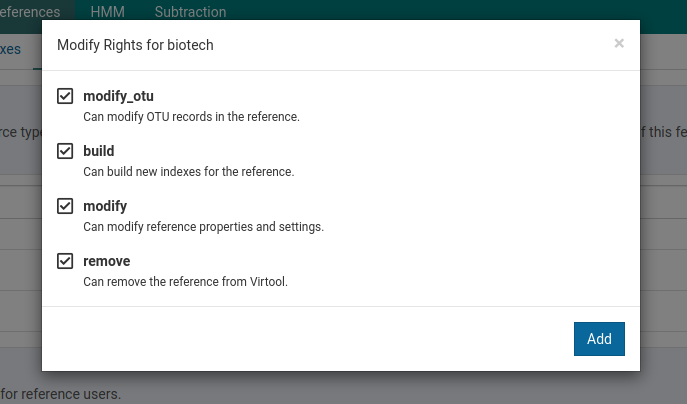 eferences HMM Subtraction
Modify Rights for biotech ×
xes
modify_otu
Can modify OTU records in the reference.
rce type f this fe
build
Can build new indexes for the reference.
modify
Can modify reference properties and settings.
remove
Can remove the reference from Virtool.
Add
for reference users.